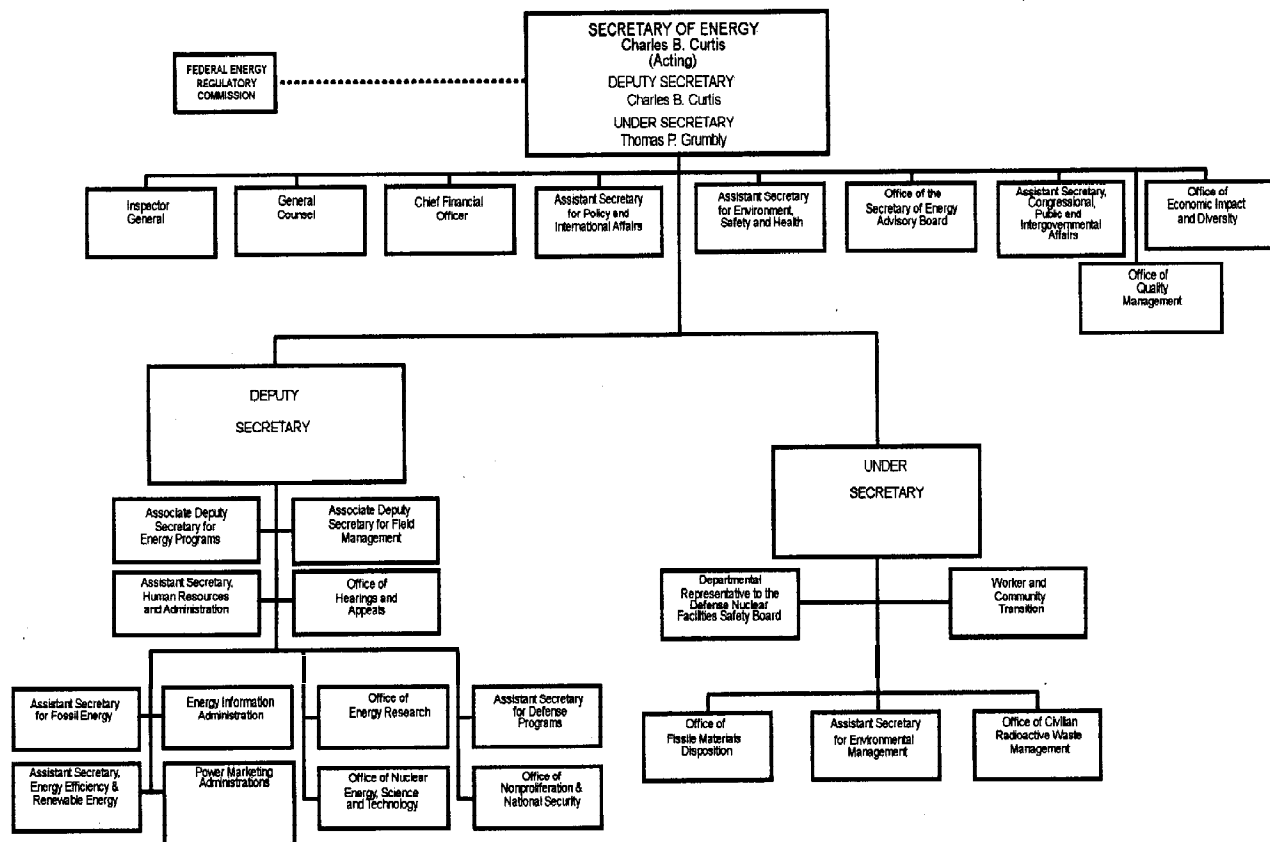 SECRETARY OF ENERGY
Charles B. Curtis
(Acting)
DEPUTY SECRETARY
Charles B. Curtis
UNDER SECRETARY
Thomas P. Grumbly
FEDERAL ENERGY
REGULATORY
COMMISSION
Inspector
General
General
Counsel
Chief Financial
Officer
Assistant Secretary
for Policy and
International Affairs
Assistant Secretary
for Environment,
Safety and Health
Office of the
Secretary of Energy
Advisory Board
Assistant Secretary,
Congressional,
Public and
Intergovernmental
Affairs
Office of
Economic Impact
and Diversity
Office of
Quality
Management
DEPUTY
SECRETARY
UNDER
SECRETARY
Associate Deputy
Secretary for
Energy Programs
Associate Deputy
Secretary for Field
Management
Assistant Secretary,
Human Resources
and Administration
Office of
Hearings and
Appeals
Departmental
Representative to the
Defense Nuclear
Facilities Safety Board
Worker and
Community
Transition
Assistant Secretary
for Fossil Energy
Energy Information
Administration
Office of
Energy Research
Assistant Secretary
for Defense
Programs
Assistant Secretary,
Energy Efficiency &
Renewable Energy
Power Marketing
Administrations
Office of Nuclear
Energy, Science
and Technology
Office of
Nonproliferation &
National Security
Office of
Fissile Materials
Disposition
Assistant Secretary
for Environmental
Management
Office of Civilian
Radioactive Waste
Management